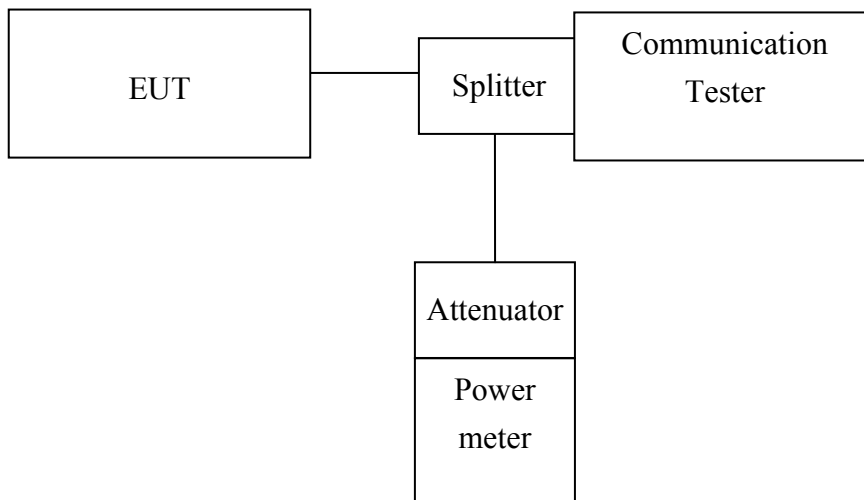 EUT
Splitter
Communication
Tester
Attenuator
Power
meter